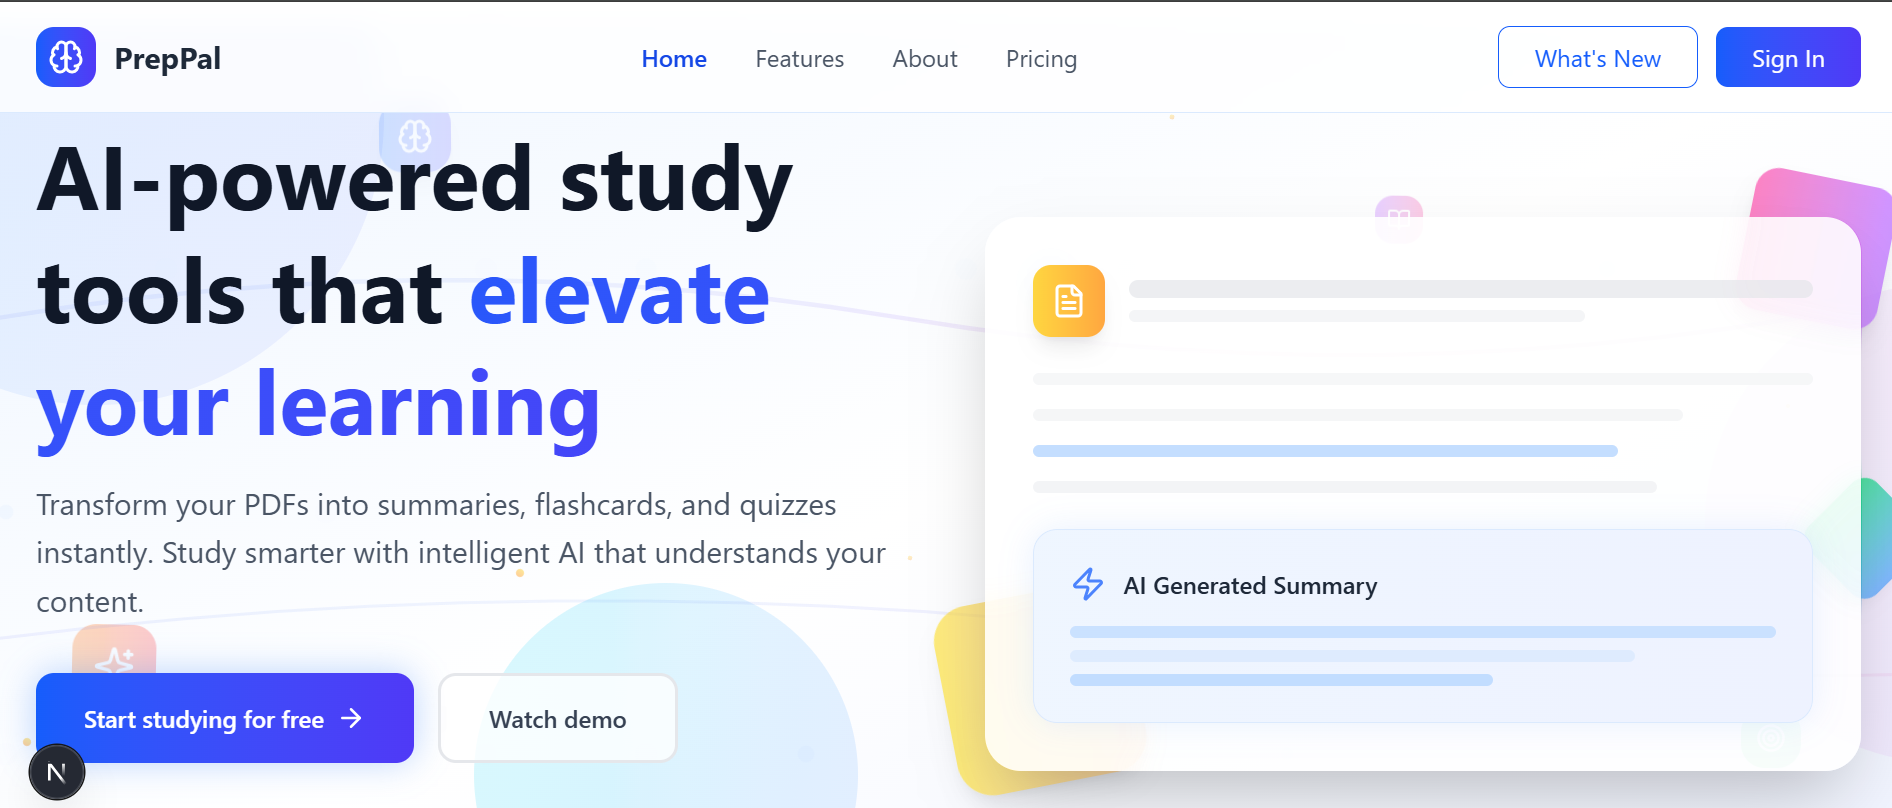 PrepPal
Home
Features
About
Pricing
What's New
Sign In
AI-powered study
tools that elevate
your learning
Transform your PDFs into summaries, flashcards, and quizzes
instantly. Study smarter with intelligent AI that understands your
content.
Start studying for free →
Watch demo
AI Generated Summary
N